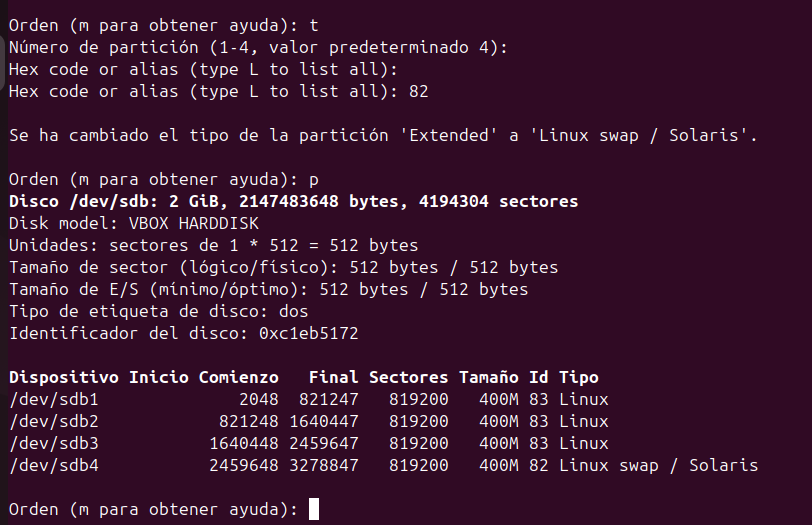 Orden (m para obtener ayuda): t
Número de partición (1-4, valor predeterminado 4):
Hex code or alias (type L to list all):
Hex code or alias (type L to list all): 82
Se ha cambiado el tipo de la partición 'Extended' a 'Linux swap / Solaris'.
Orden (m para obtener ayuda): p
Disco /dev/sdb: 2 GiB, 2147483648 bytes, 4194304 sectores
Disk model: VBOX HARDDISK
Unidades: sectores de 1 * 512 = 512 bytes
Tamaño de sector (lógico/físico): 512 bytes / 512 bytes
Tamaño de E/S (mínimo/óptimo): 512 bytes / 512 bytes
Tipo de etiqueta de disco: dos
Identificador del disco: 0xc1eb5172
Dispositivo Inicio Comienzo   Final Sectores Tamaño Id Tipo
/dev/sdb1              2048  821247   819200   400M 83 Linux
/dev/sdb2            821248 1640447   819200   400M 83 Linux
/dev/sdb3           1640448 2459647   819200   400M 83 Linux
/dev/sdb4           2459648 3278847   819200   400M 82 Linux swap / Solaris
Orden (m para obtener ayuda):